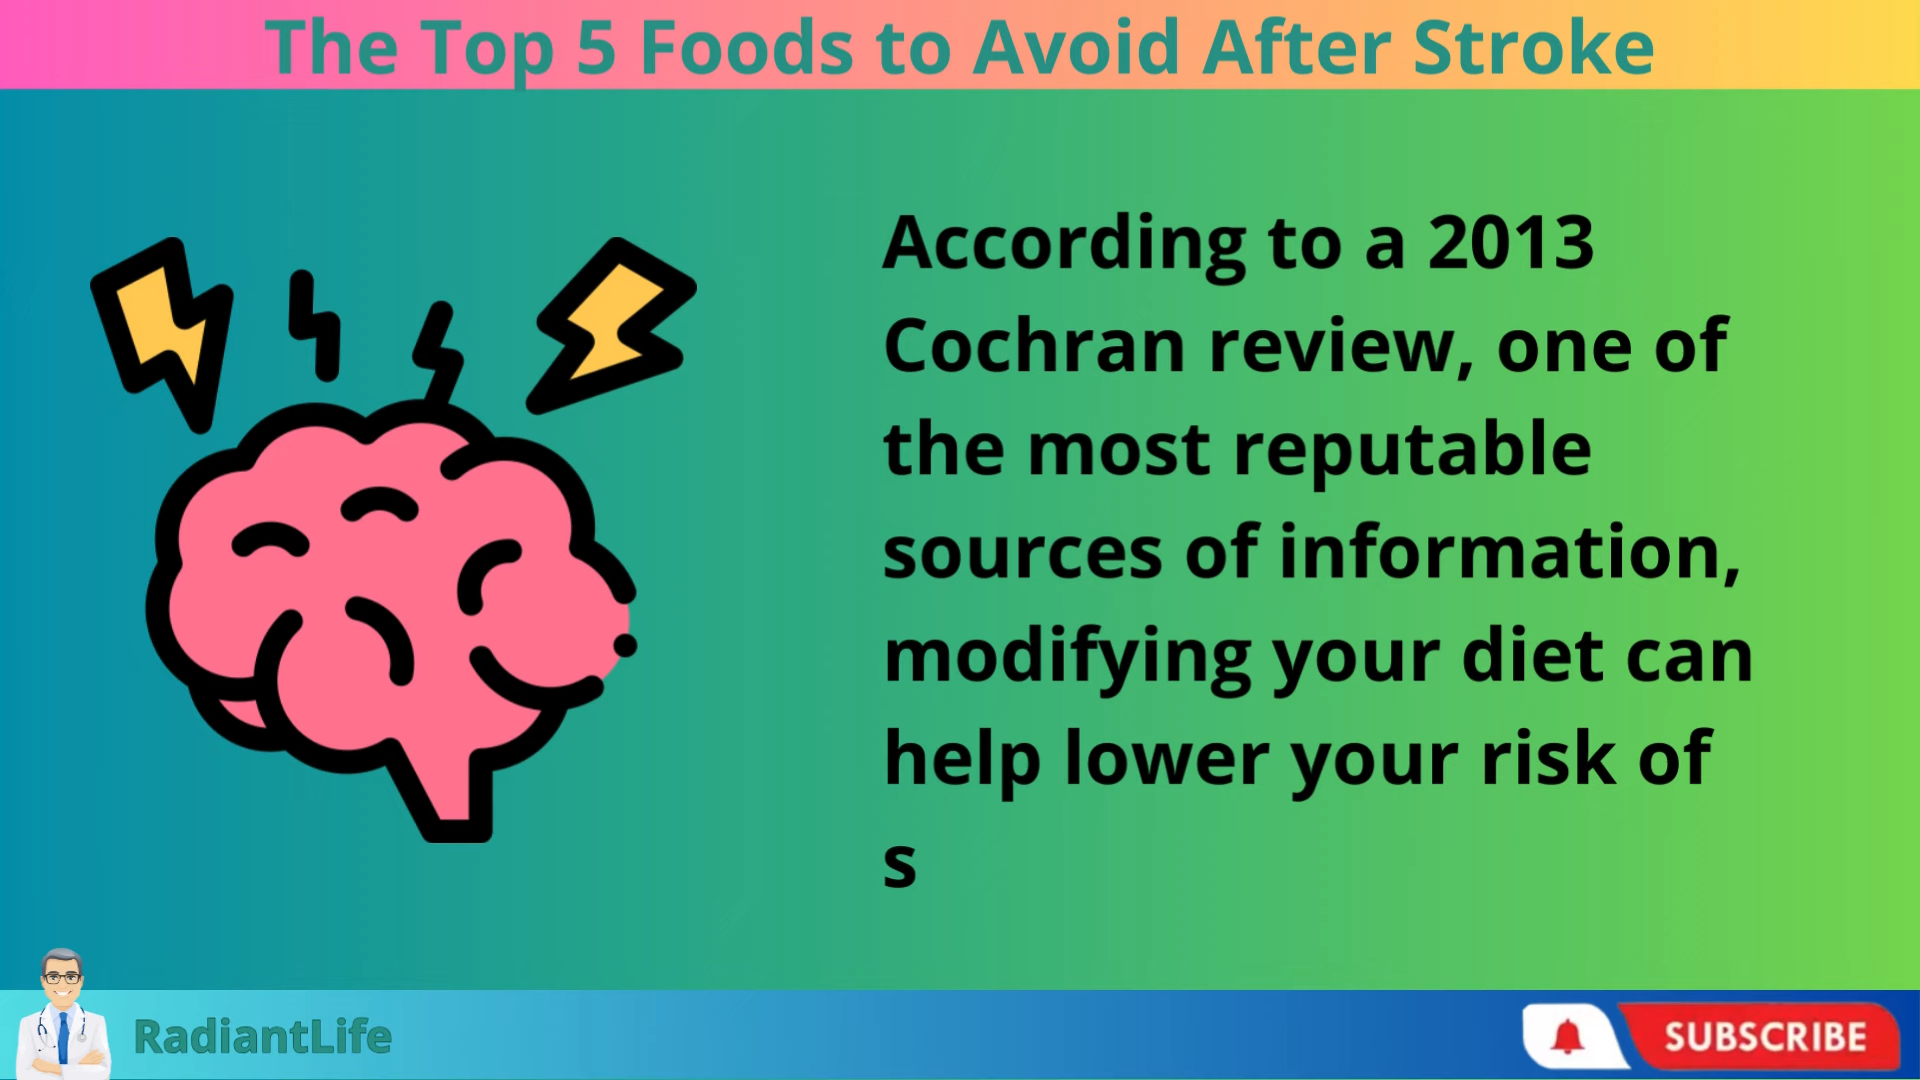 The Top 5 Foods to Avoid After Stroke
According to a 2013
Cochran review, one of
the most reputable
sources of information,
modifying your diet can
help lower your risk of
s
RadiantLife
SUBSCRIBE